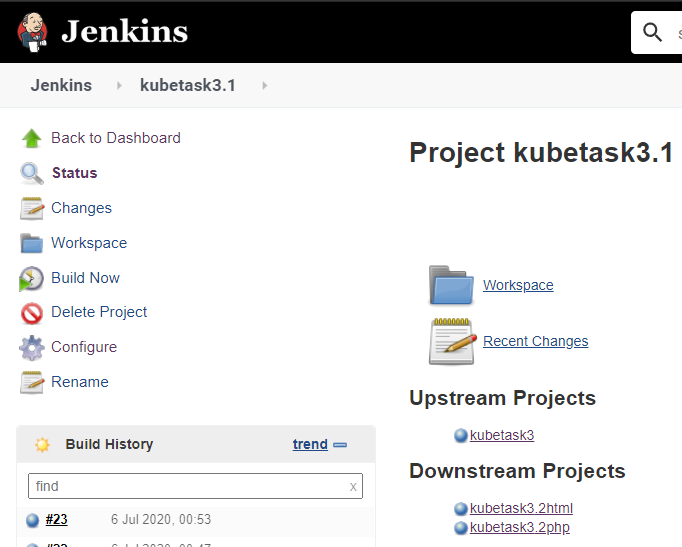 Jenkins
Jenkins
kubetask3.1
Back to Dashboard
Status
Changes
Workspace
Build Now
Delete Project
Configure
Rename
Build History
trend
find
x
#23
6 Jul 2020, 00:53
Project kubetask3.1
Workspace
Recent Changes
Upstream Projects
kubetask3
Downstream Projects
kubetask3.2html
kubetask3.2php